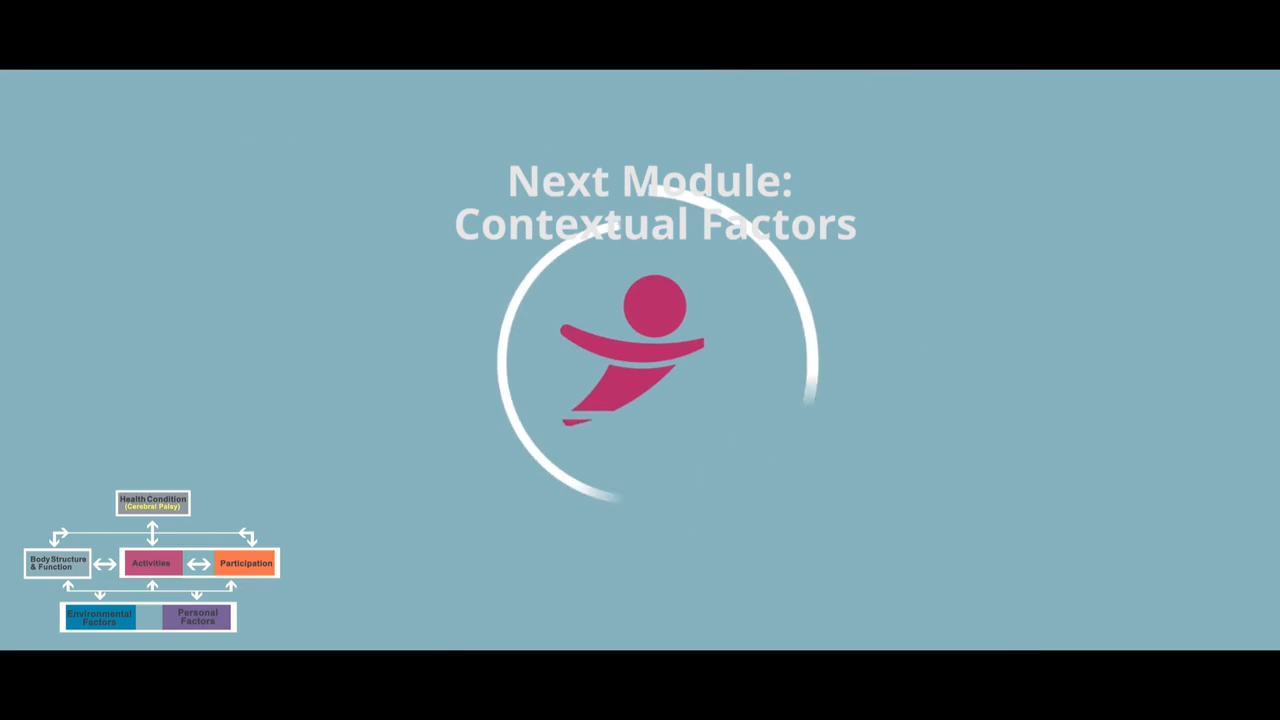 Next Module:
Contextual Factors
Health Condition
(Cerebral Palsy)
Body Structure
& Function
Activities
Participation
Environmental
Factors
Personal
Factors